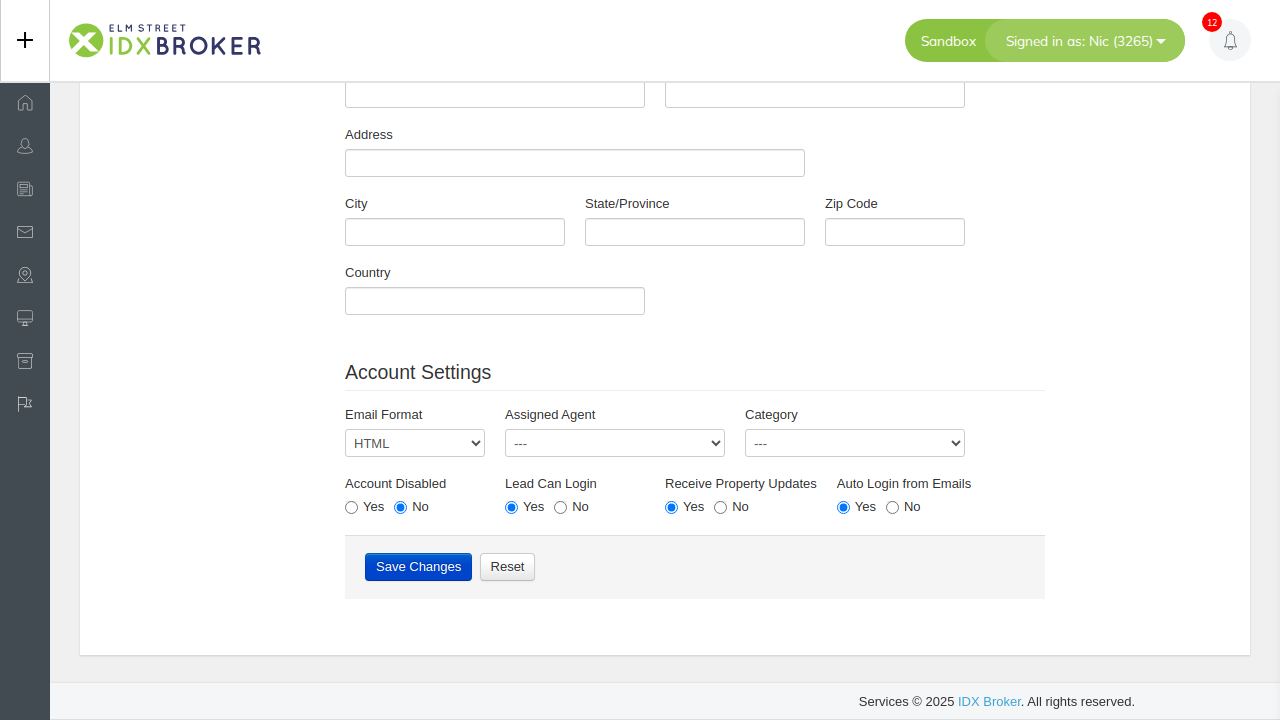 ELM STREET
IDXBROKER
Sandbox
Signed in as: Nic (3265)
12
Address
City State/Province Zip Code
Country
Account Settings
Email Format Assigned Agent Category
HTML --- ---
Account Disabled Lead Can Login Receive Property Updates Auto Login from Emails
Yes No Yes No Yes No Yes No
Save Changes Reset
Services © 2025 IDX Broker. All rights reserved.